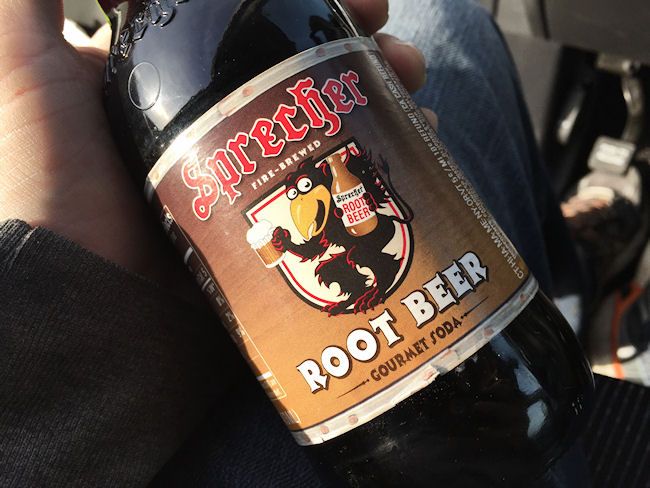 Sprecher
FIRE-BREWED
Sprecher
ROOT
BEER
ROOT BEER
GOURMET SODA